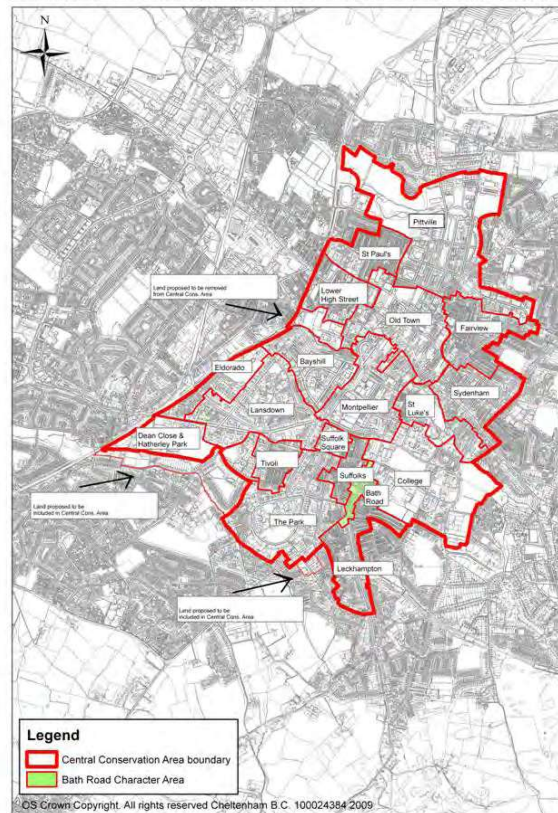 N
Pittville
St Paul's
Land proposed to be removed
from Central Cons. Area
Lower
High Street
Old Town
Fairview
Bayshill
Eldorado
Sydenham
Lansdown
Montpellier
St
Luke's
Dean Close &
Hatherley Park
Suffolk
Square
Tivoli
Suffolks
College
Land proposed to be
included in Central Cons. Area
Bath
Road
The Park
Leckhampton
Land proposed to be
included in Central Cons. Area
Legend
Central Conservation Area boundary
Bath Road Character Area
OS Crown Copyright. All rights reserved Cheltenham B.C. 100024384 2009